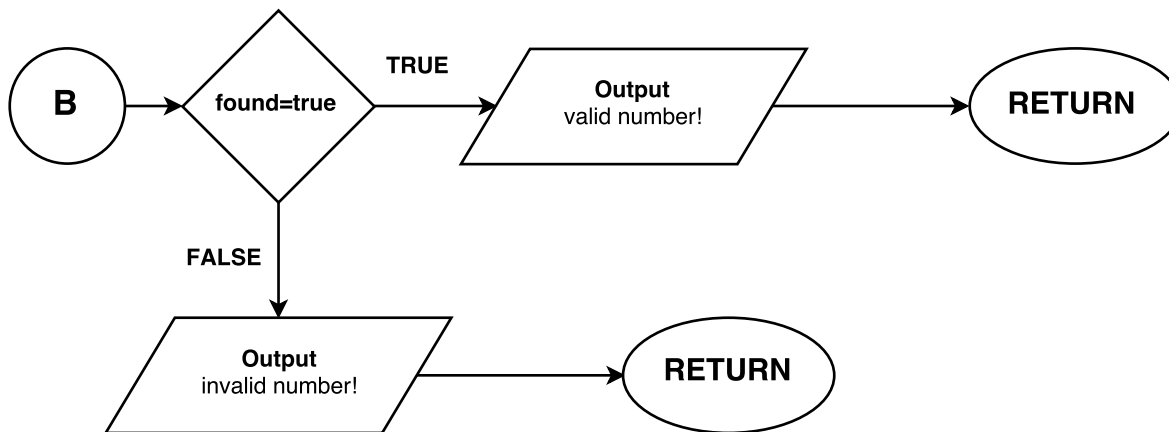 B
found=true
TRUE
Output
valid number!
RETURN
FALSE
Output
invalid number!
RETURN